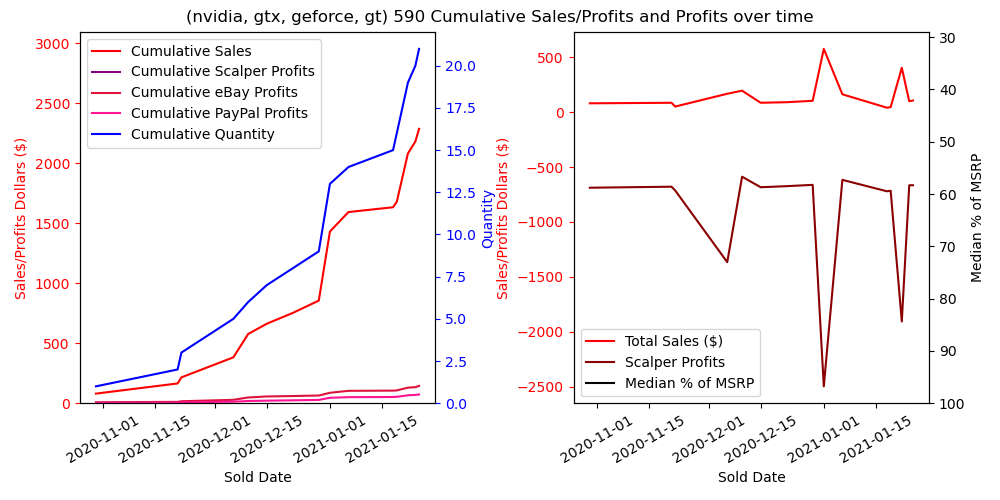 (nvidia, gtx, geforce, gt) 590 Cumulative Sales/Profits and Profits over time
Cumulative Sales
Cumulative Scalper Profits
Cumulative eBay Profits
Cumulative PayPal Profits
Cumulative Quantity
Sales/Profits Dollars ($)
3000
2500
2000
1500
1000
500
0
20.0
17.5
15.0
12.5
10.0
7.5
5.0
2.5
0.0
Quantity
2020-11-01
2020-11-15
2020-12-01
2020-12-15
2021-01-01
2021-01-15
Sold Date
Sales/Profits Dollars ($)
500
0
−500
−1000
−1500
−2000
−2500
Total Sales ($)
Scalper Profits
Median % of MSRP
30
40
50
60
70
80
90
100
Median % of MSRP
2020-11-01
2020-11-15
2020-12-01
2020-12-15
2021-01-01
2021-01-15
Sold Date